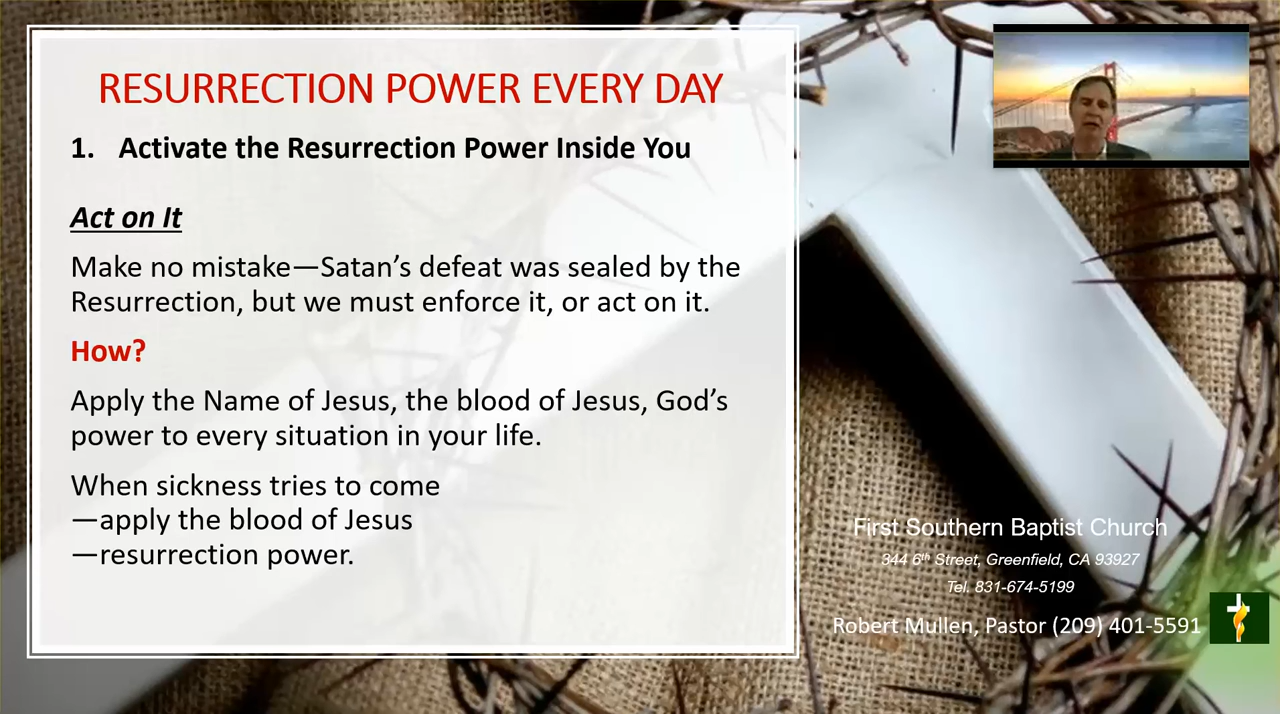 RESURRECTION POWER EVERY DAY
1. Activate the Resurrection Power Inside You
Act on It
Make no mistake—Satan’s defeat was sealed by the
Resurrection, but we must enforce it, or act on it.
How?
Apply the Name of Jesus, the blood of Jesus, God’s
power to every situation in your life.
When sickness tries to come
—apply the blood of Jesus
—resurrection power.
First Southern Baptist Church
344 6th Street, Greenfield, CA 93927
Tel. 831-674-5199
Robert Mullen, Pastor (209) 401-5591